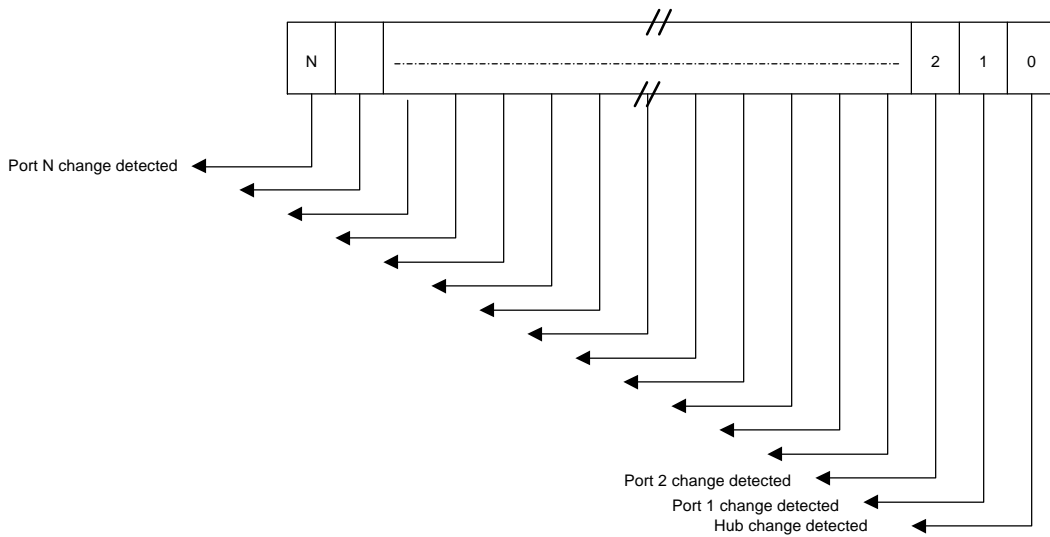 N
2
1
0
Port N change detected
Port 2 change detected
Port 1 change detected
Hub change detected